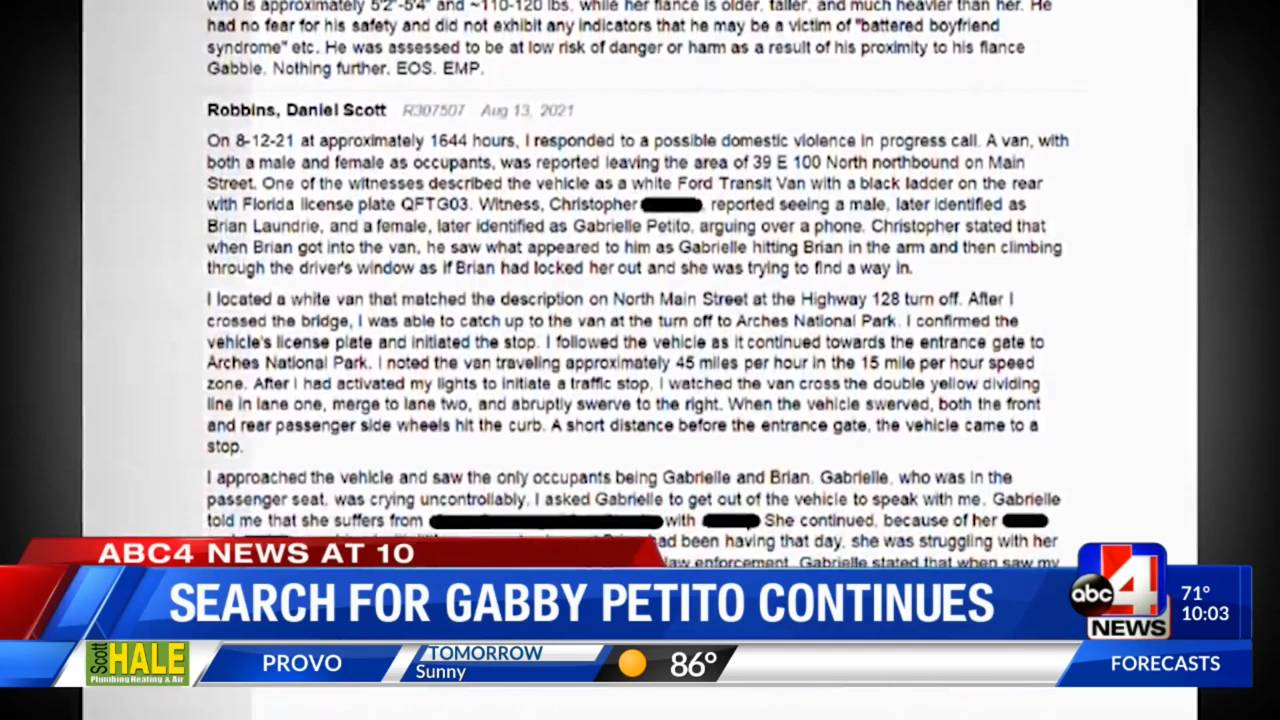 who is approximately 5'2"-5'4" and ~110-120 lbs, while her fiance is older, taller, and much heavier than her. He
had no fear for his safety and did not exhibit any indicators that he may be a victim of "battered boyfriend
syndrome" etc. He was assessed to be at low risk of danger or harm as a result of his proximity to his fiance
Gabbie. Nothing further. EOS. EMP.
Robbins, Daniel Scott R307507 Aug 13, 2021
On 8-12-21 at approximately 1644 hours, I responded to a possible domestic violence in progress call. A van, with
both a male and female as occupants, was reported leaving the area of 39 E 100 North northbound on Main
Street. One of the witnesses described the vehicle as a white Ford Transit Van with a black ladder on the rear
with Florida license plate QFTG03. Witness, Christopher , reported seeing a male, later identified as
Brian Laundrie, and a female, later identified as Gabrielle Petito, arguing over a phone. Christopher stated that
when Brian got into the van, he saw what appeared to him as Gabrielle hitting Brian in the arm and then climbing
through the driver's window as if Brian had locked her out and she was trying to find a way in.
I located a white van that matched the description on North Main Street at the Highway 128 turn off. After I
crossed the bridge, I was able to catch up to the van at the turn off to Arches National Park. I confirmed the
vehicle's license plate and initiated the stop. I followed the vehicle as it continued towards the entrance gate to
Arches National Park. I noted the van traveling approximately 45 miles per hour in the 15 mile per hour speed
zone. After I had activated my lights to initiate a traffic stop, I watched the van cross the double yellow dividing
line in lane one, merge to lane two, and abruptly swerve to the right. When the vehicle swerved, both the front
and rear passenger side wheels hit the curb. A short distance before the entrance gate, the vehicle came to a
stop.
I approached the vehicle and saw the only occupants being Gabrielle and Brian. Gabrielle, who was in the
passenger seat, was crying uncontrollably. I asked Gabrielle to get out of the vehicle to speak with me. Gabrielle
told me that she suffers from with She continued, because of her
had been having that day, she was struggling with her
law enforcement. Gabrielle stated that when saw my
ABC4 NEWS AT 10
SEARCH FOR GABBY PETITO CONTINUES
abc 4
NEWS
71°
10:03
Scott HALE
Plumbing Heating & Air
PROVO
TOMORROW
Sunny
86°
FORECASTS